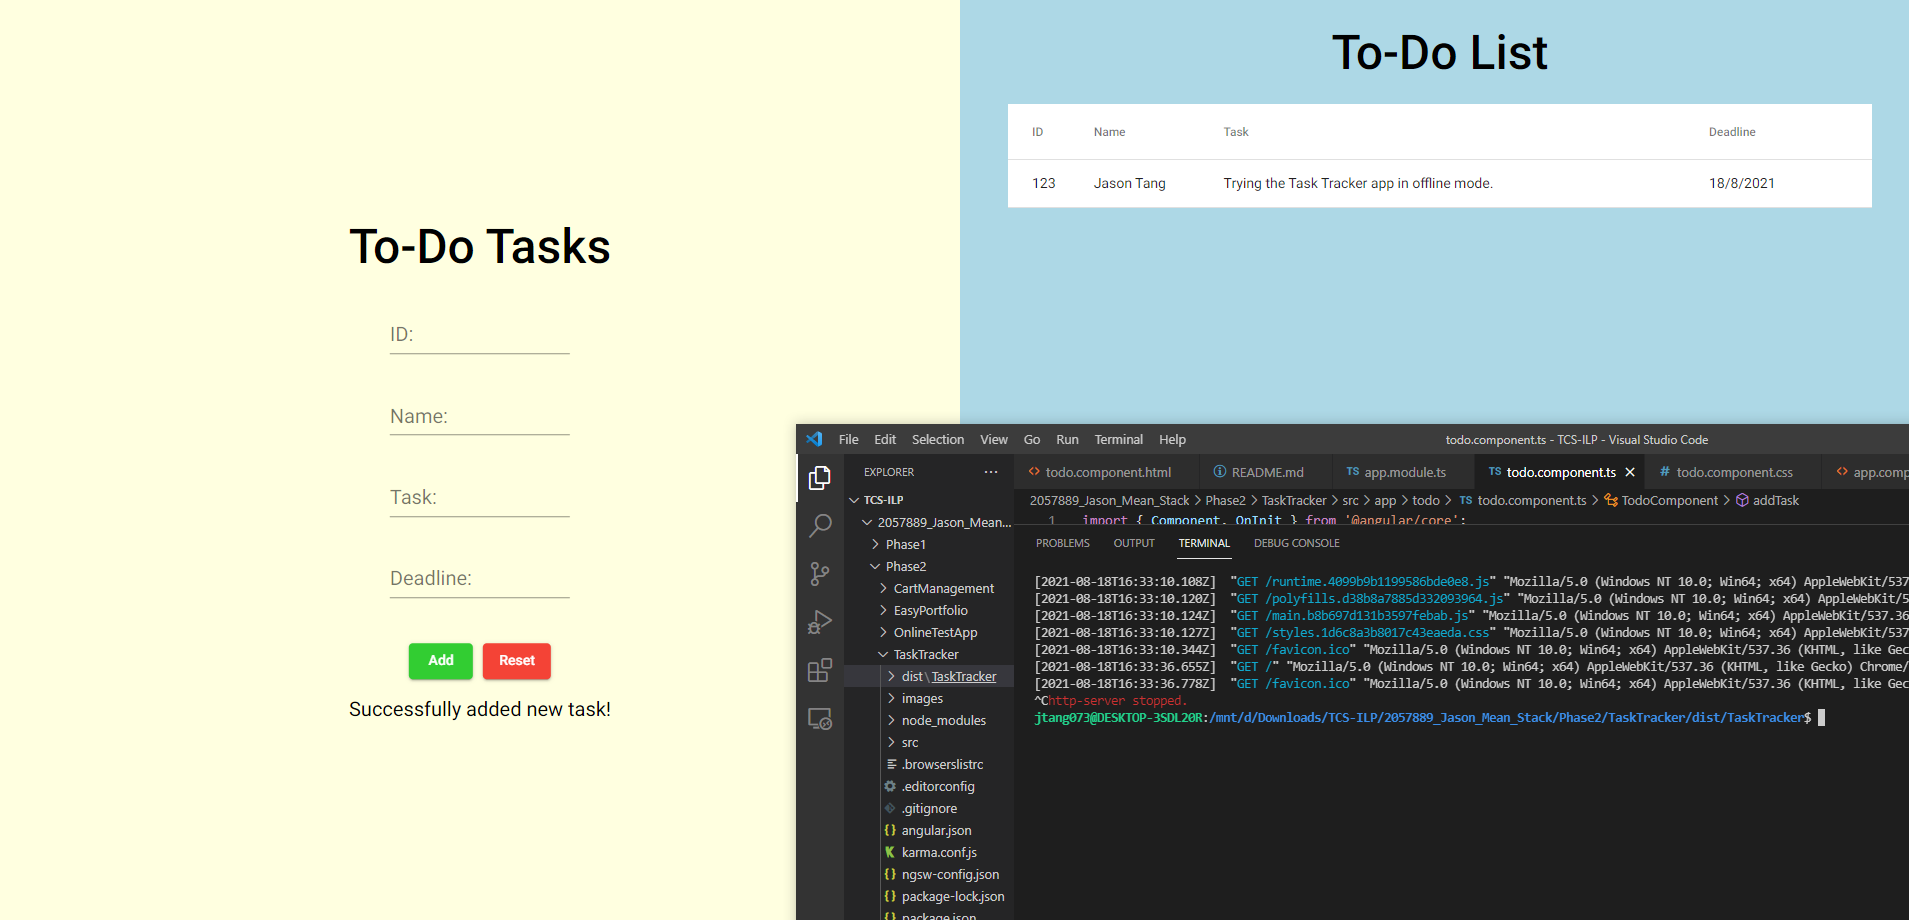 To-Do Tasks
ID:
Name:
Task:
Deadline:
Add Reset
Successfully added new task!
To-Do List
ID Name Task Deadline
123 Jason Tang Trying the Task Tracker app in offline mode. 18/8/2021
File Edit Selection View Go Run Terminal Help todo.component.ts - TCS-ILP - Visual Studio Code
EXPLORER ...
TCS-ILP
2057889_Jason_Mean...
Phase1
Phase2
CartManagement
EasyPortfolio
OnlineTestApp
TaskTracker
dist\TaskTracker
images
node_modules
src
.browserslistrc
.editorconfig
.gitignore
angular.json
karma.conf.js
ngsw-config.json
package-lock.json
package.json
todo.component.html README.md TS app.module.ts TS todo.component.ts # todo.component.css app.comp
2057889_Jason_Mean_Stack > Phase2 > TaskTracker > src > app > todo > TS todo.component.ts > TodoComponent > addTask
1 import { Component, OnInit } from '@angular/core';
PROBLEMS OUTPUT TERMINAL DEBUG CONSOLE
[2021-08-18T16:33:10.108Z] "GET /runtime.4099b9b1199586bde0e8.js" "Mozilla/5.0 (Windows NT 10.0; Win64; x64) AppleWebKit/537
[2021-08-18T16:33:10.120Z] "GET /polyfills.d38b8a7885d332093964.js" "Mozilla/5.0 (Windows NT 10.0; Win64; x64) AppleWebKit/5
[2021-08-18T16:33:10.124Z] "GET /main.b8b697d131b3597febab.js" "Mozilla/5.0 (Windows NT 10.0; Win64; x64) AppleWebKit/537.36
[2021-08-18T16:33:10.127Z] "GET /styles.1d6c8a3b8017c43eaeda.css" "Mozilla/5.0 (Windows NT 10.0; Win64; x64) AppleWebKit/537
[2021-08-18T16:33:10.344Z] "GET /favicon.ico" "Mozilla/5.0 (Windows NT 10.0; Win64; x64) AppleWebKit/537.36 (KHTML, like Gec
[2021-08-18T16:33:36.655Z] "GET /" "Mozilla/5.0 (Windows NT 10.0; Win64; x64) AppleWebKit/537.36 (KHTML, like Gecko) Chrome/
[2021-08-18T16:33:36.778Z] "GET /favicon.ico" "Mozilla/5.0 (Windows NT 10.0; Win64; x64) AppleWebKit/537.36 (KHTML, like Gec
^Chttp-server stopped.
jtang073@DESKTOP-3SDL20R:/mnt/d/Downloads/TCS-ILP/2057889_Jason_Mean_Stack/Phase2/TaskTracker/dist/TaskTracker$